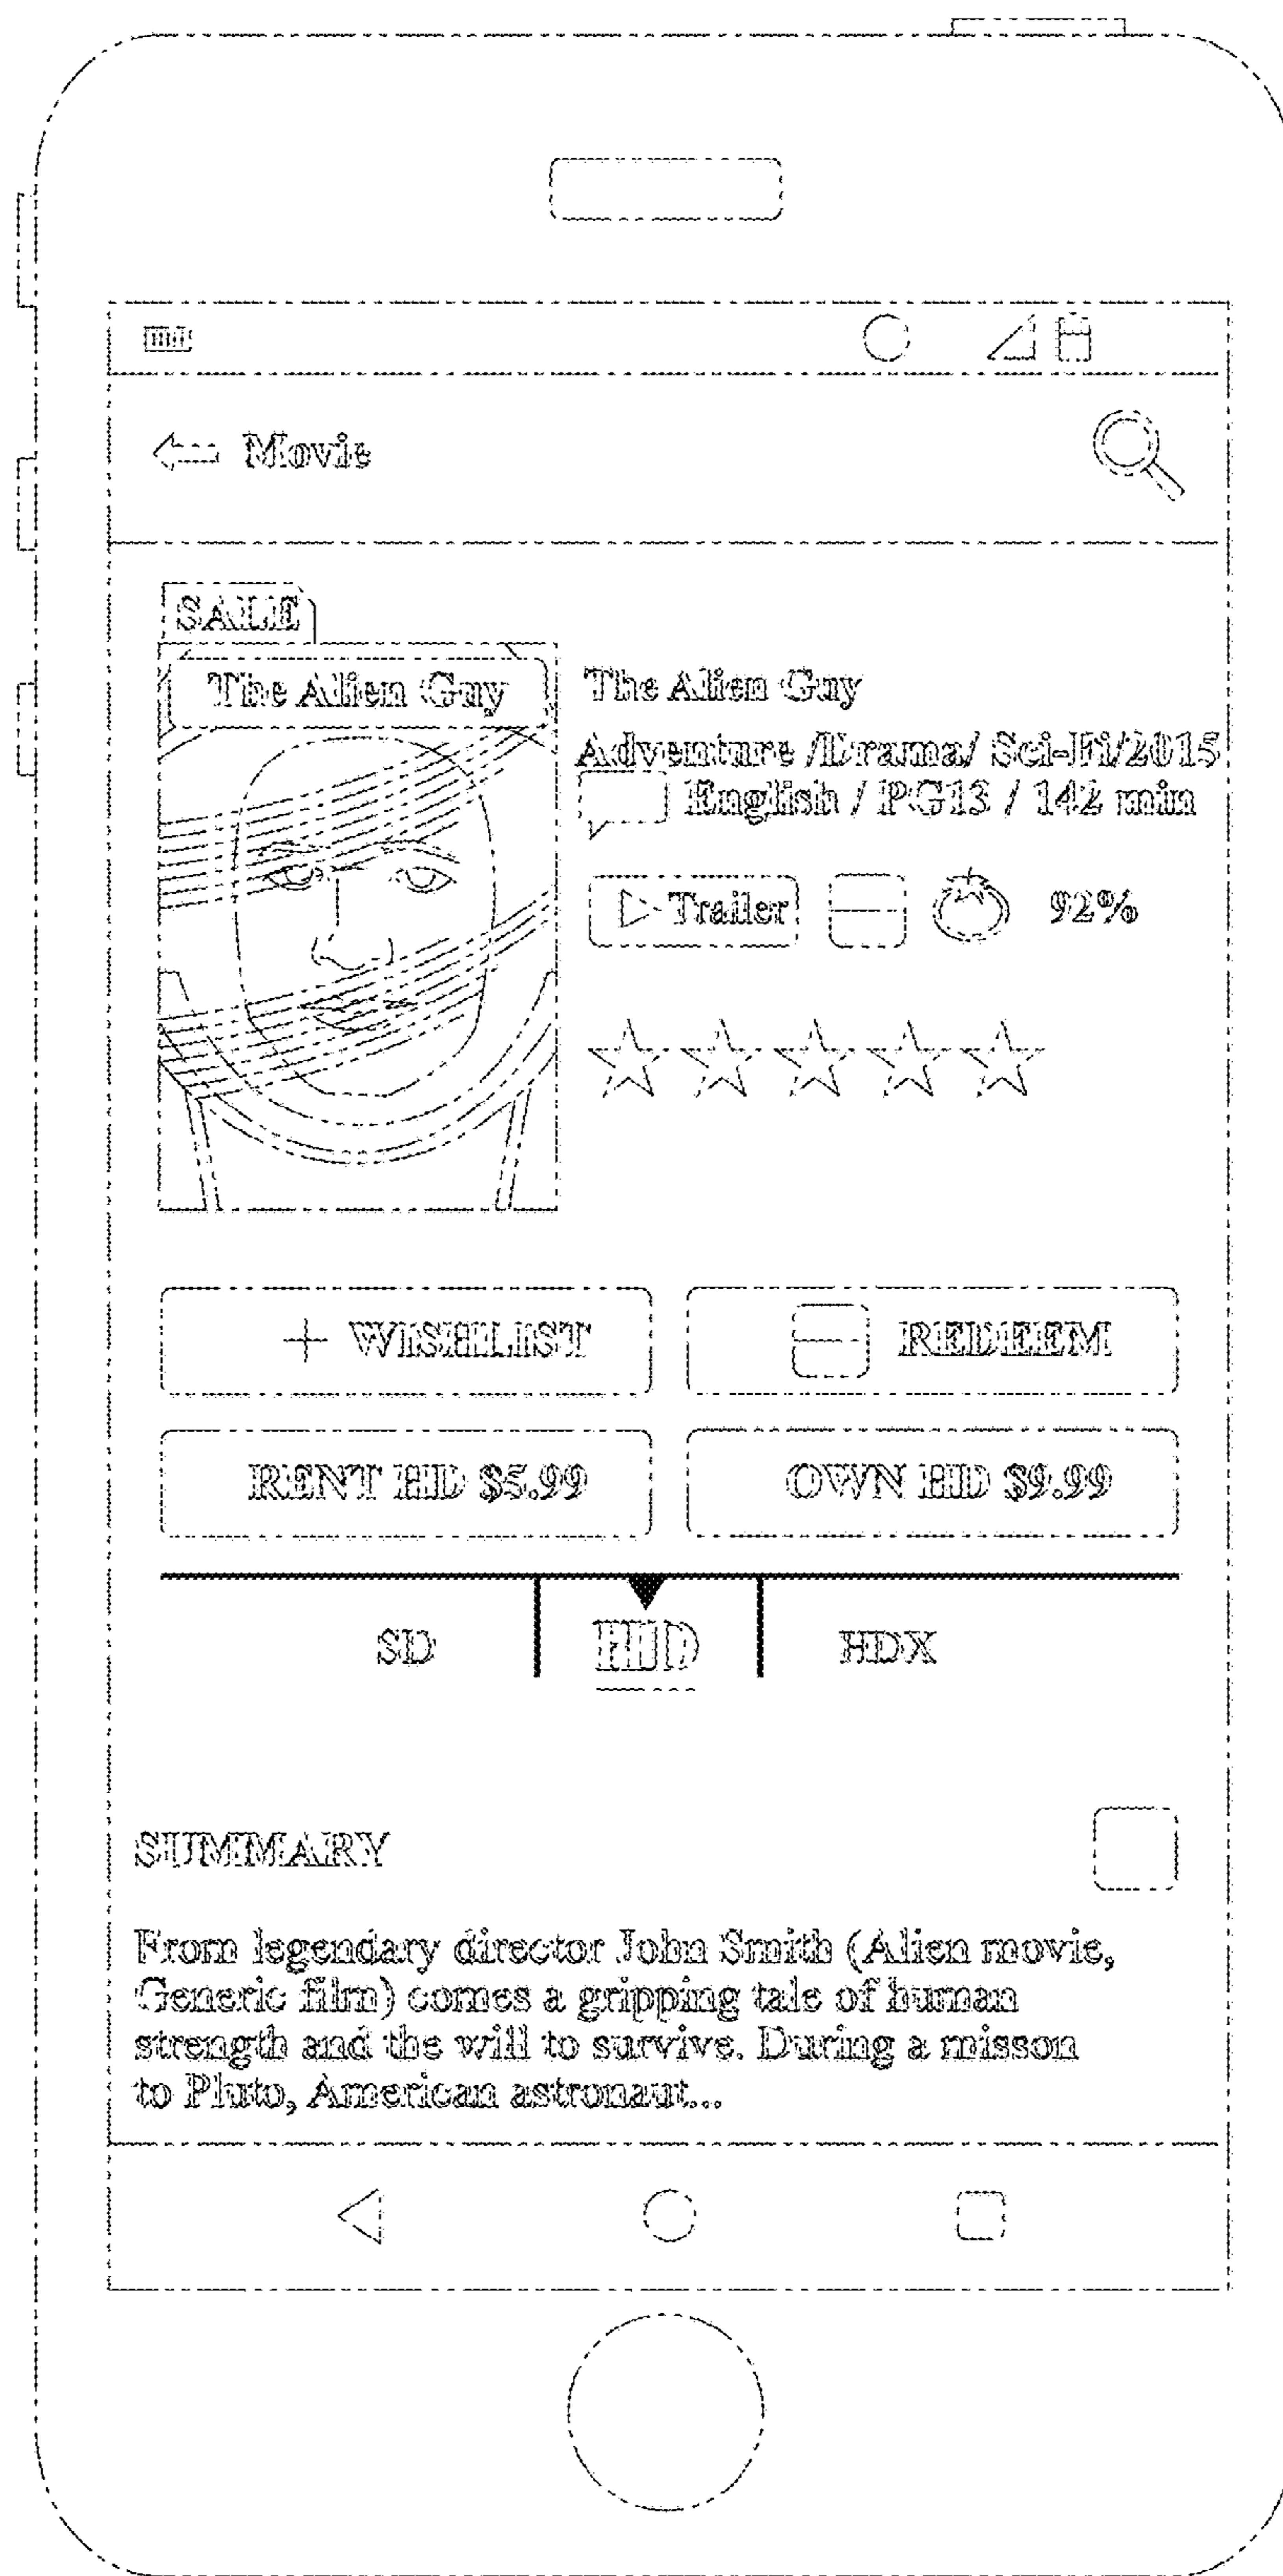 Movie
SALE
The Alien Guy
The Alien Guy
Adventure /Drama/ Sci-Fi/2015
English / PG13 / 142 min
Trailer
92%
+ WISHLIST
REDEEM
RENT HD $5.99
OWN HD $9.99
SD
HD
HDX
SUMMARY
From legendary director John Smith (Alien movie,
Generic film) comes a gripping tale of human
strength and the will to survive. During a misson
to Pluto, American astronaut...